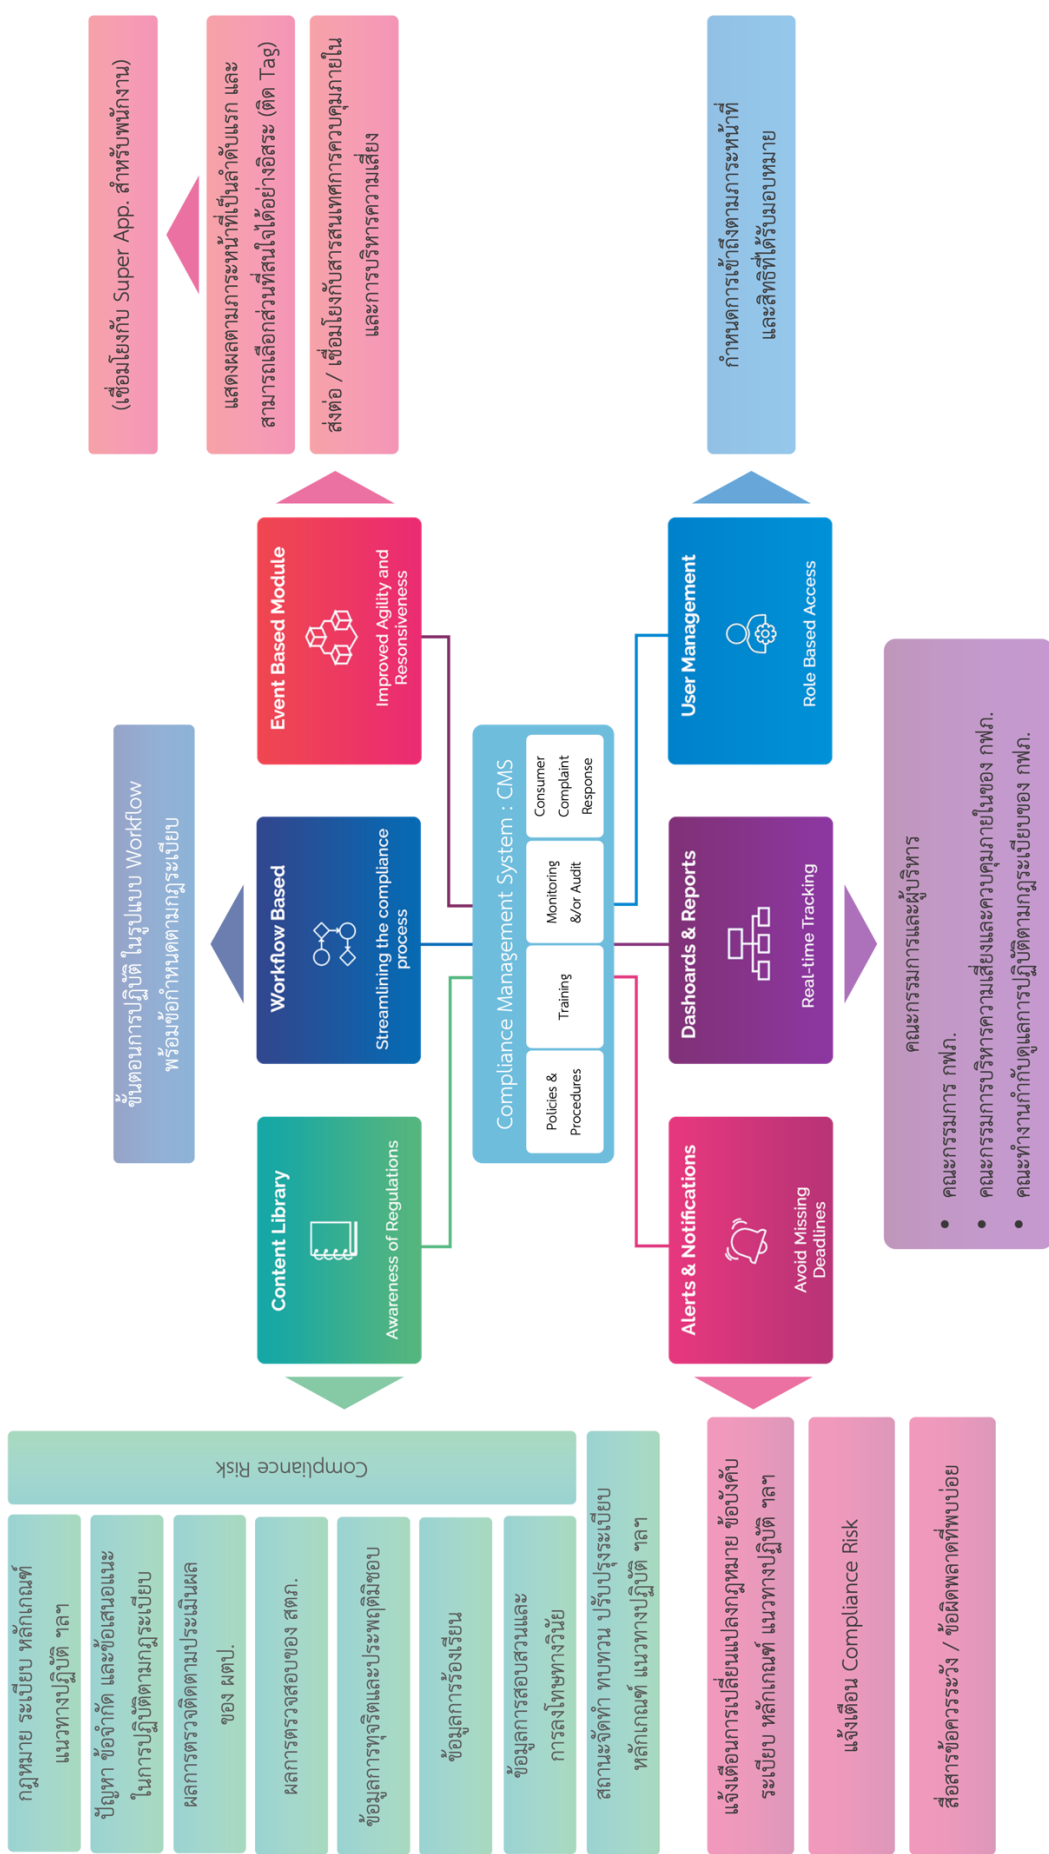 กฎหมาย ระเบียบ หลักเกณฑ์
แนวทางปฏิบัติ ฯลฯ
ปัญหา ข้อจำกัด และข้อเสนอแนะ
ในการปฏิบัติตามกฎระเบียบ
ผลการตรวจติดตามประเมินผล
ของ ผตป.
ผลการตรวจสอบของ สตภ.
ข้อมูลการทุจริตและประพฤติมิชอบ
ข้อมูลการร้องเรียน
ข้อมูลการสอบสวนและ
การลงโทษทางวินัย
สถานะจัดทำ ทบทวน ปรับปรุงระเบียบ
หลักเกณฑ์ แนวทางปฏิบัติ ฯลฯ
Compliance Risk
Content Library
Awareness of Regulations
ขั้นตอนการปฏิบัติ ในรูปแบบ Workflow
พร้อมข้อกำหนดตามกฎระเบียบ
Workflow Based
Streamlining the compliance
process
(เชื่อมโยงกับ Super App. สำหรับพนักงาน)
แสดงผลตามภาระหน้าที่เป็นลำดับแรก และ
สามารถเลือกส่วนที่สนใจได้อย่างอิสระ (ติด Tag)
ส่งต่อ / เชื่อมโยงกับสารสนเทศการควบคุมภายใน
และการบริหารความเสี่ยง
Event Based Module
Improved Agility and
Resonsiveness
Compliance Management System : CMS
Policies &
Procedures
Training
Monitoring
&/or Audit
Consumer
Complaint
Response
Alerts & Notifications
Avoid Missing
Deadlines
แจ้งเตือนการเปลี่ยนแปลงกฎหมาย ข้อบังคับ
ระเบียบ หลักเกณฑ์ แนวทางปฏิบัติ ฯลฯ
แจ้งเตือน Compliance Risk
สื่อสารข้อควรระวัง / ข้อผิดพลาดที่พบบ่อย
Dashoards & Reports
Real-time Tracking
คณะกรรมการและผู้บริหาร
• คณะกรรมการ กฟภ.
• คณะกรรมการบริหารความเสี่ยงและควบคุมภายในของ กฟภ.
• คณะทำงานกำกับดูแลการปฏิบัติตามกฎระเบียบของ กฟภ.
User Management
Role Based Access
กำหนดการเข้าถึงตามภาระหน้าที่
และสิทธิที่ได้รับมอบหมาย